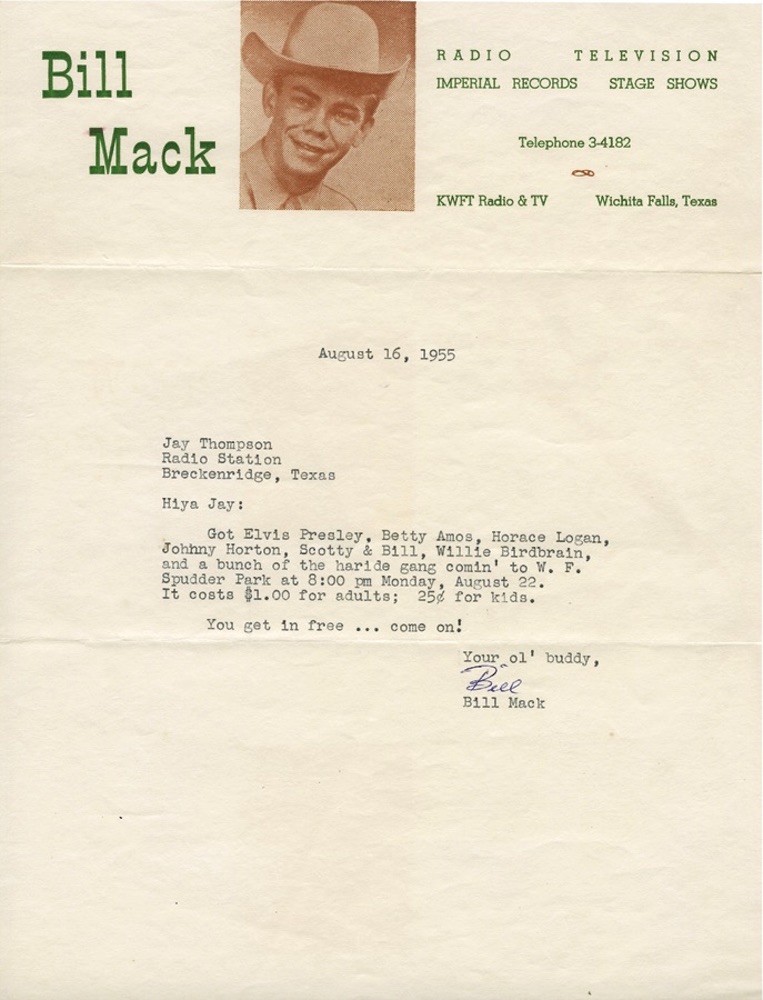 Bill
Mack
RADIO TELEVISION
IMPERIAL RECORDS STAGE SHOWS
Telephone 3-4182
KWFT Radio & TV Wichita Falls, Texas
August 16, 1955
Jay Thompson
Radio Station
Breckenridge, Texas
Hiya Jay:
Got Elvis Presley, Betty Amos, Horace Logan,
Johhny Horton, Scotty & Bill, Willie Birdbrain,
and a bunch of the haride gang comin' to W. F.
Spudder Park at 8:00 pm Monday, August 22.
It costs $1.00 for adults; 25¢ for kids.
You get in free ... come on!
Your ol' buddy,
Bill
Bill Mack